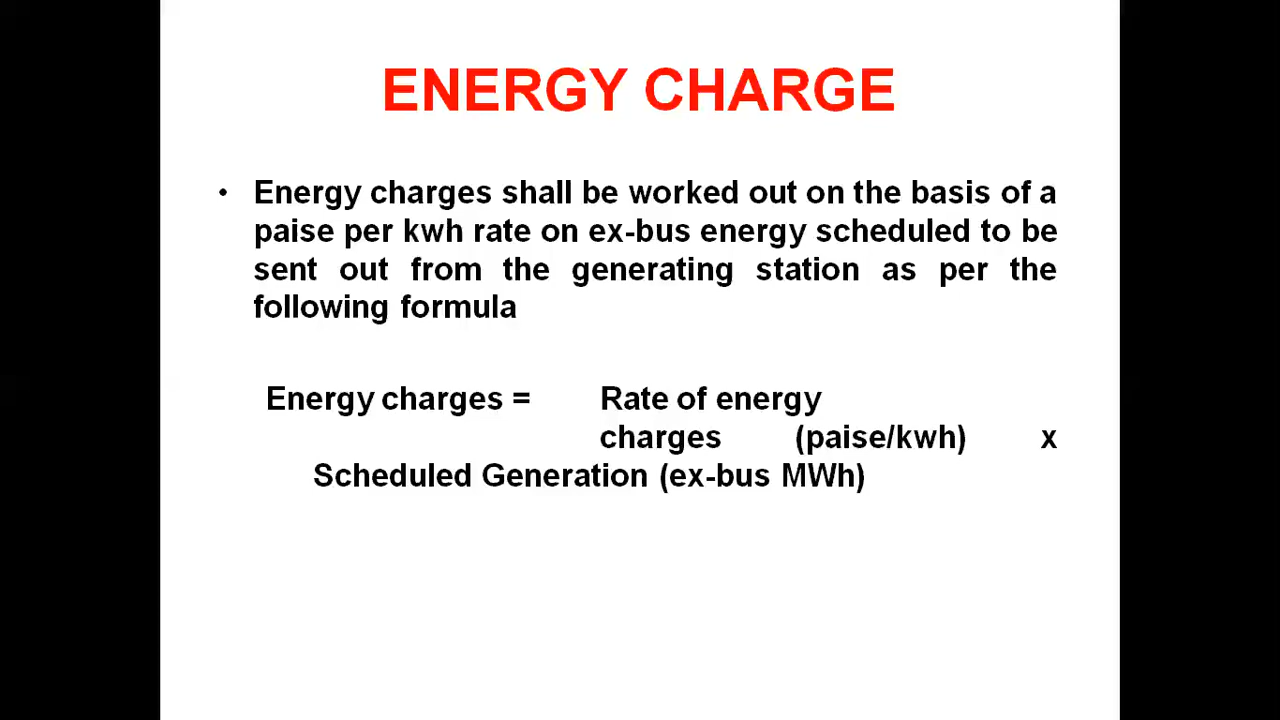 ENERGY CHARGE
• Energy charges shall be worked out on the basis of a
paise per kwh rate on ex-bus energy scheduled to be
sent out from the generating station as per the
following formula
Energy charges = Rate of energy
charges (paise/kwh) x
Scheduled Generation (ex-bus MWh)